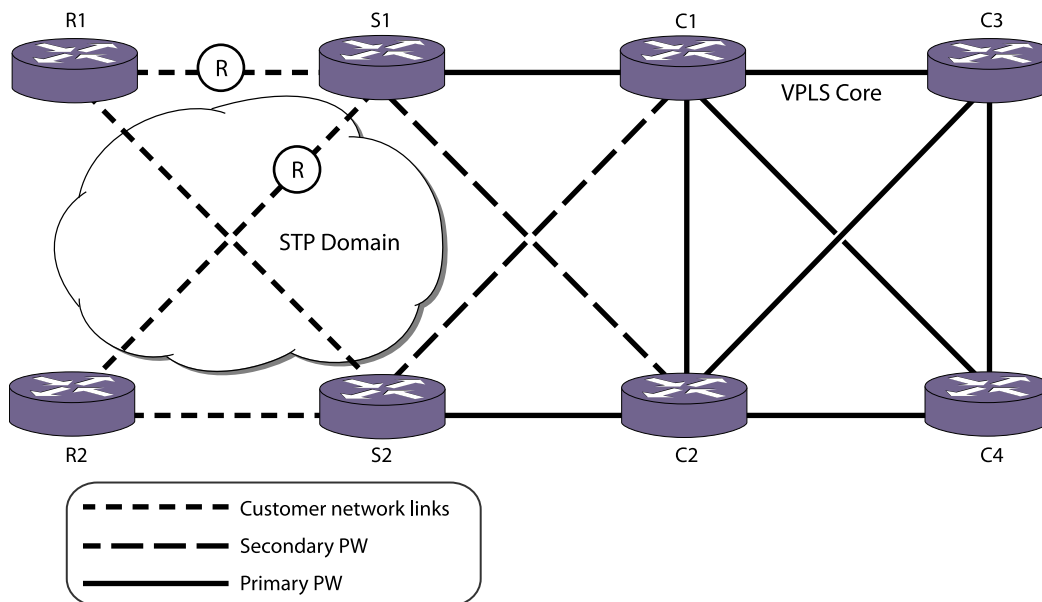 R1
S1
C1
C3
R
VPLS Core
R
STP Domain
R2
S2
C2
C4
Customer network links
Secondary PW
Primary PW